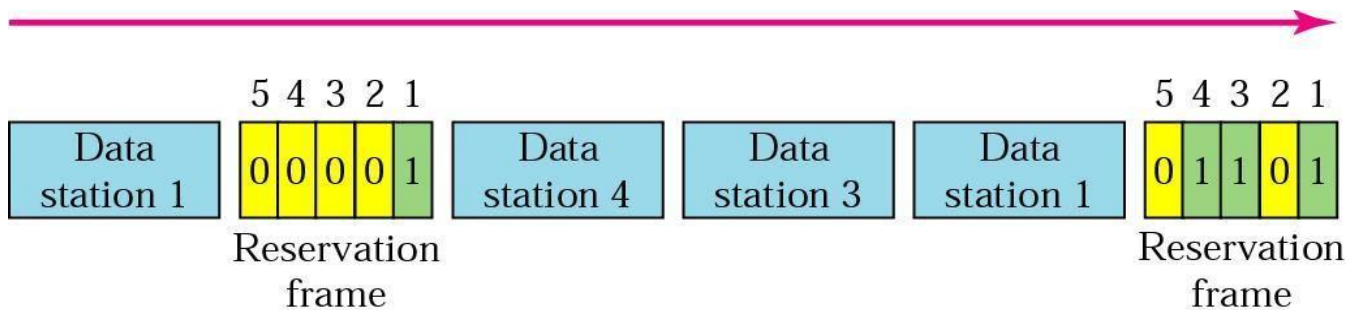 5 4 3 2 1
5 4 3 2 1
Data
station 1
0 0 0 0 1
Data
station 4
Data
station 3
Data
station 1
0 1 1 0 1
Reservation
frame
Reservation
frame